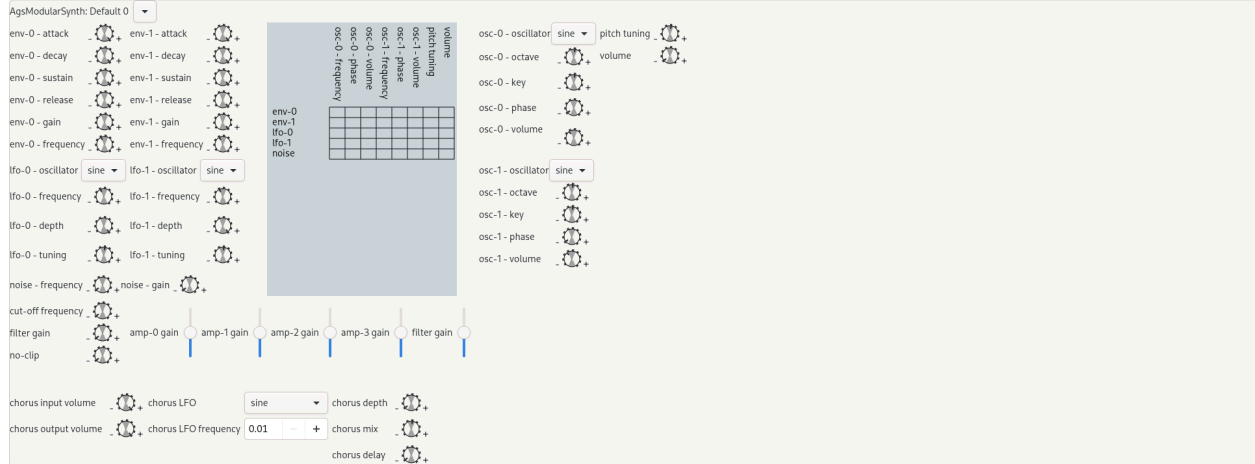 AgsModularSynth: Default 0
env-0 - attack
env-1 - attack
env-0 - decay
env-1 - decay
env-0 - sustain
env-1 - sustain
env-0 - release
env-1 - release
env-0 - gain
env-1 - gain
env-0 - frequency
env-1 - frequency
lfo-0 - oscillator sine
lfo-1 - oscillator sine
lfo-0 - frequency
lfo-1 - frequency
lfo-0 - depth
lfo-1 - depth
lfo-0 - tuning
lfo-1 - tuning
noise - frequency
noise - gain
osc-0 - frequency
osc-0 - phase
osc-0 - volume
osc-1 - frequency
osc-1 - phase
osc-1 - volume
pitch tuning
volume
env-0
env-1
lfo-0
lfo-1
noise
osc-0 - oscillator sine
pitch tuning
osc-0 - octave
volume
osc-0 - key
osc-0 - phase
osc-0 - volume
osc-1 - oscillator sine
osc-1 - octave
osc-1 - key
osc-1 - phase
osc-1 - volume
cut-off frequency
filter gain
no-clip
amp-0 gain
amp-1 gain
amp-2 gain
amp-3 gain
filter gain
chorus input volume
chorus LFO sine
chorus depth
chorus output volume
chorus LFO frequency 0.01
chorus mix
chorus delay